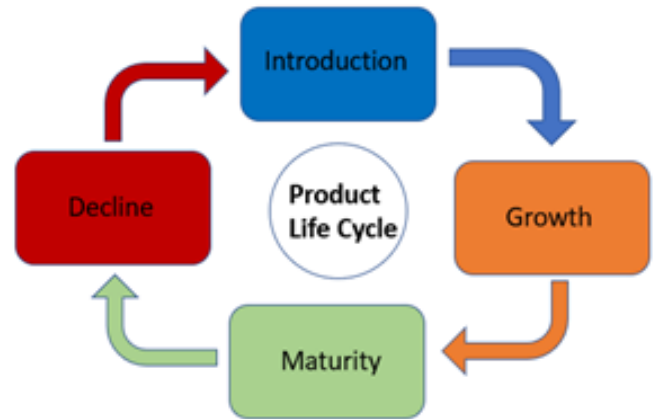 Introduction
Growth
Maturity
Decline
Product
Life Cycle